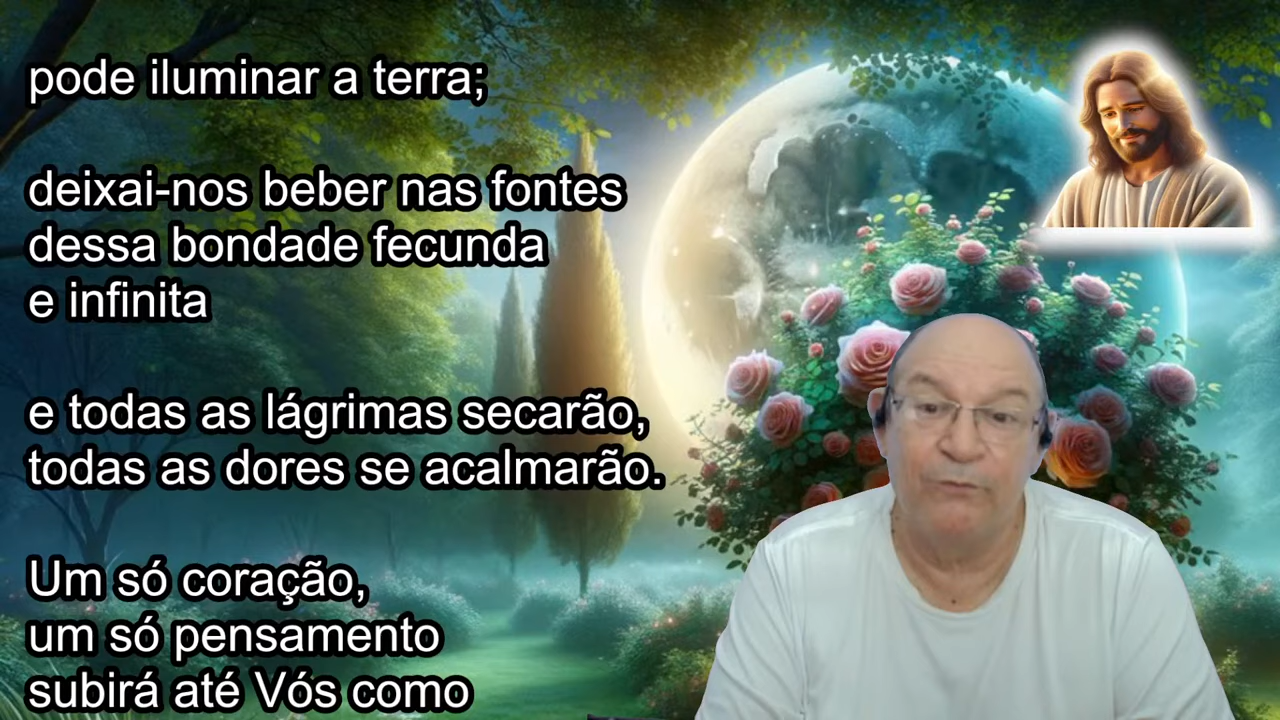 pode iluminar a terra;
deixai-nos beber nas fontes
dessa bondade fecunda
e infinita
e todas as lágrimas secarão,
todas as dores se acalmarão.
Um só coração,
um só pensamento
subirá até Vós como